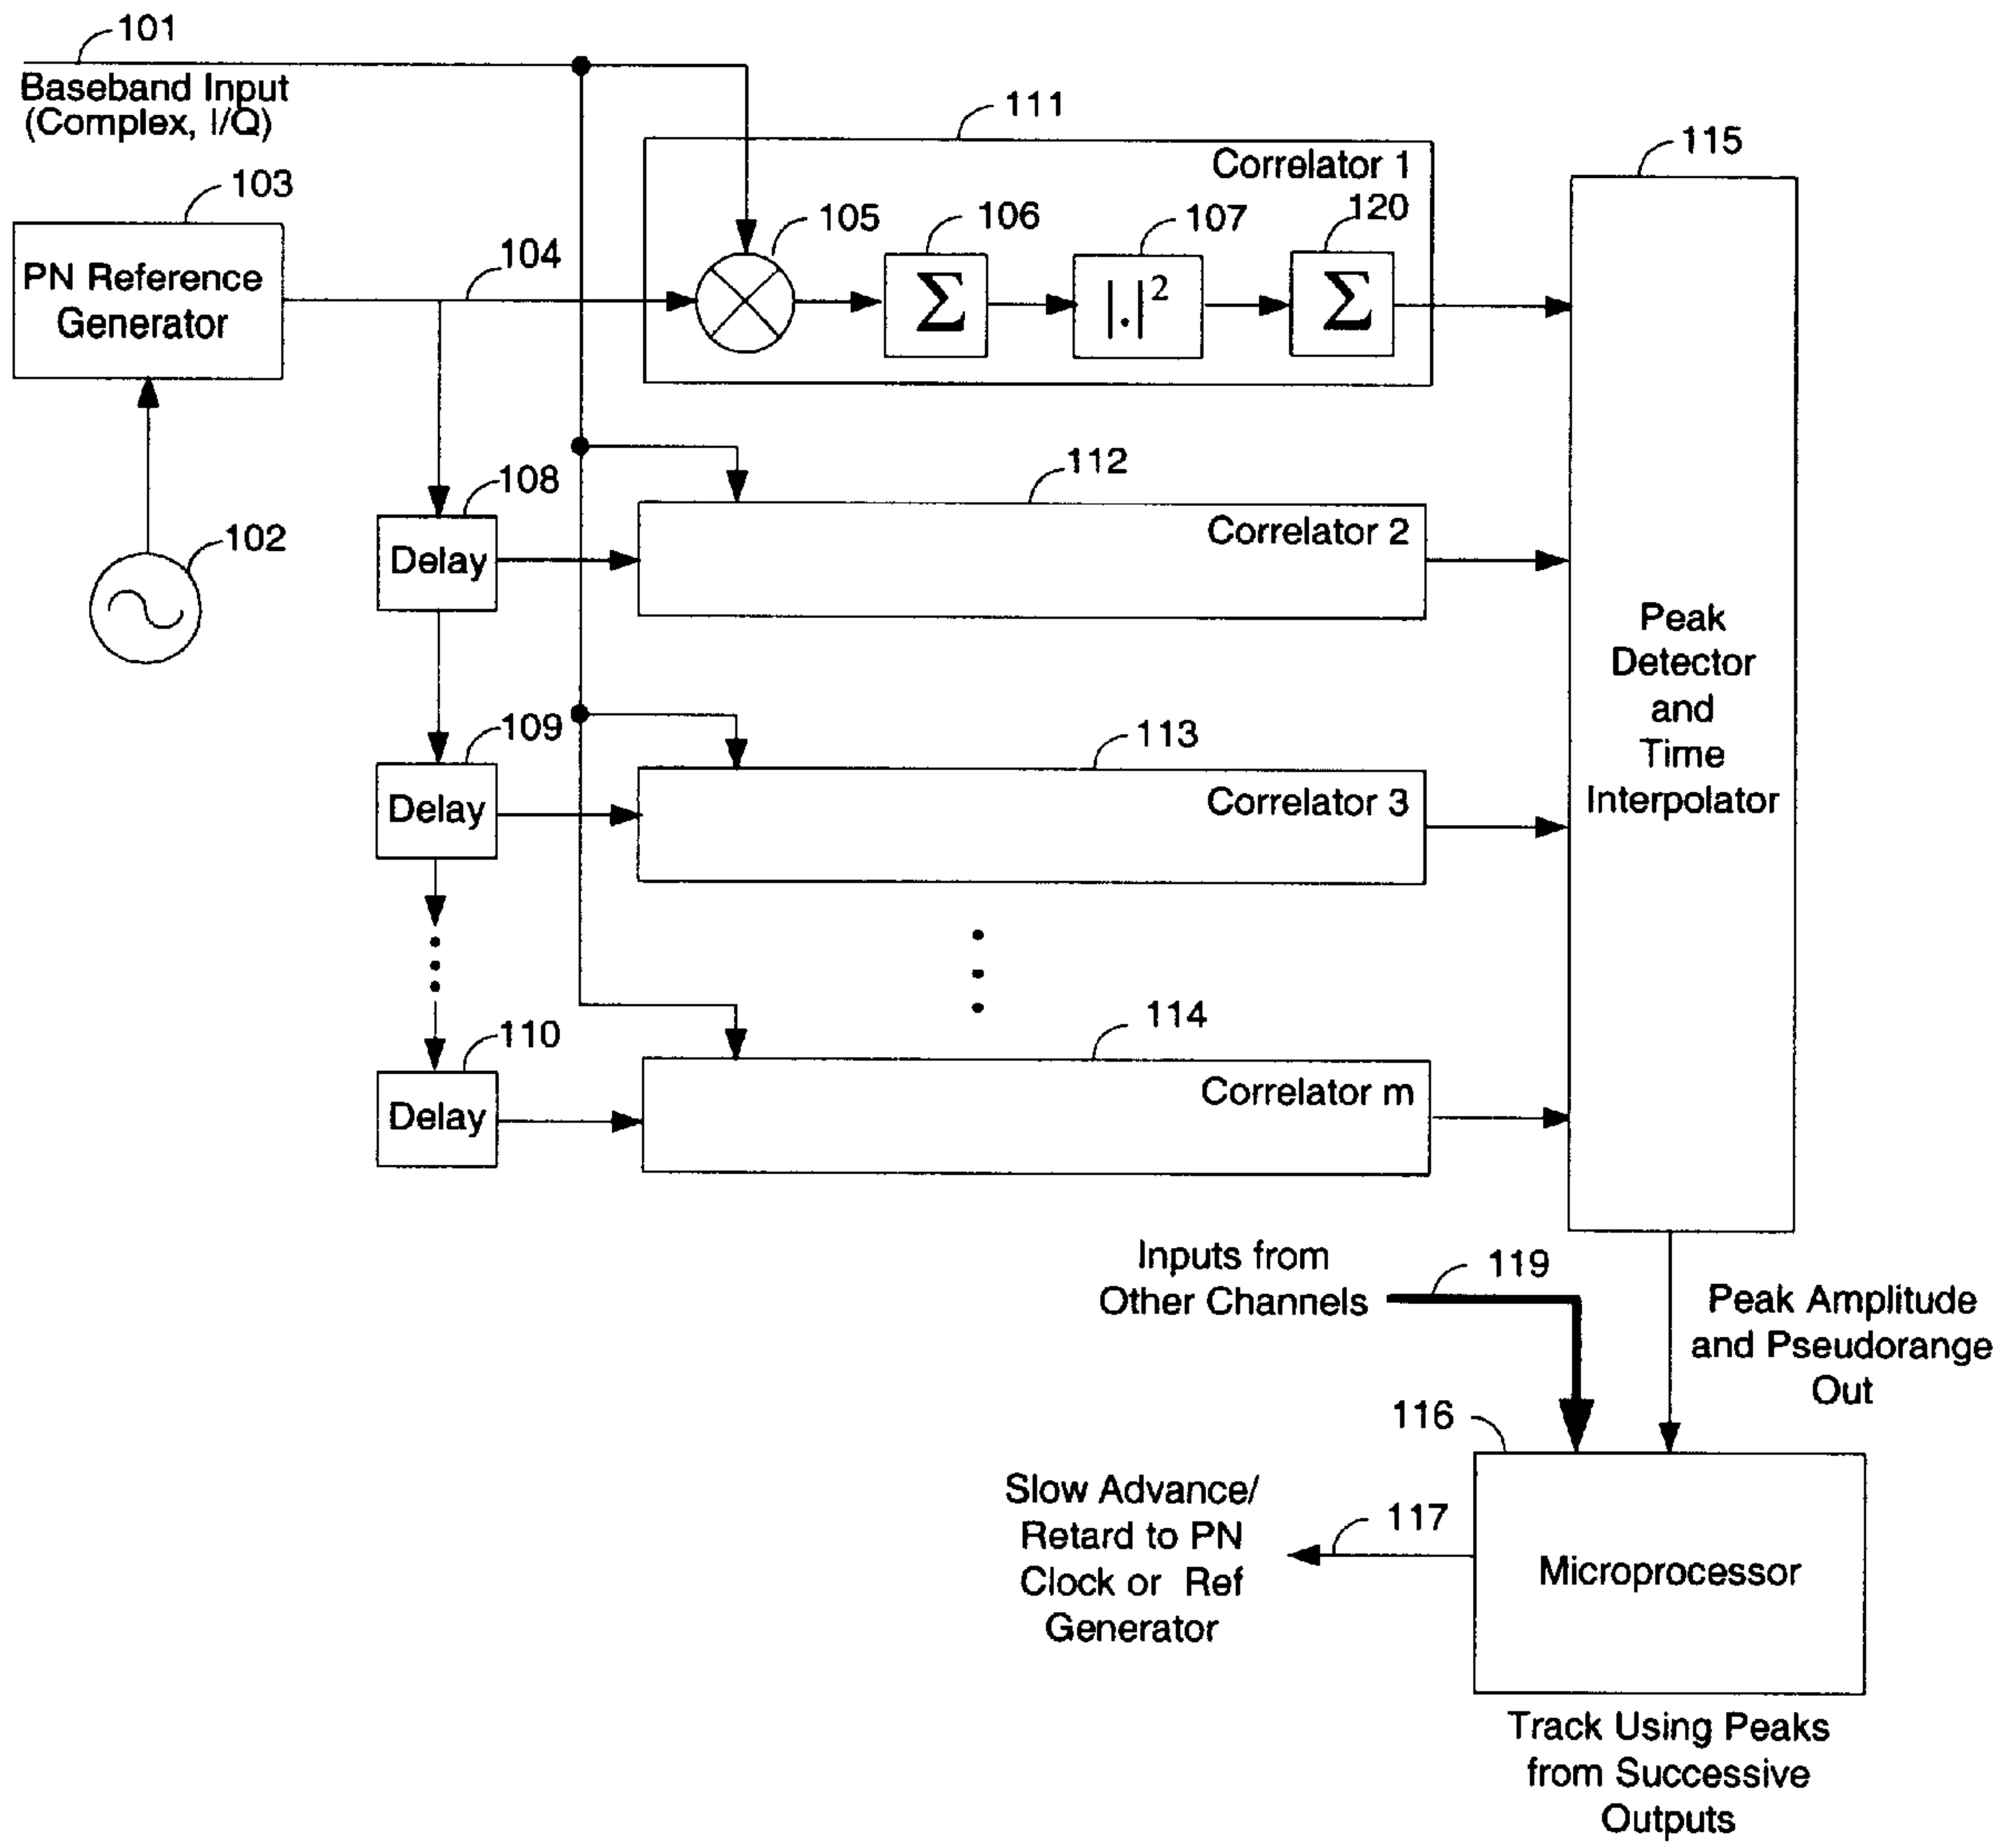 101
Baseband Input
(Complex, I/Q)
111
115
Correlator 1
103
105
106
107
120
PN Reference
Generator
104
Σ
|.|²
Σ
112
108
Correlator 2
102
Delay
Peak
Detector
and
Time
Interpolator
109
113
Delay
Correlator 3
110
114
Delay
Correlator m
Inputs from
Other Channels
119
Peak Amplitude
and Pseudorange
Out
116
Slow Advance/
Retard to PN
Clock or Ref
Generator
117
Microprocessor
Track Using Peaks
from Successive
Outputs